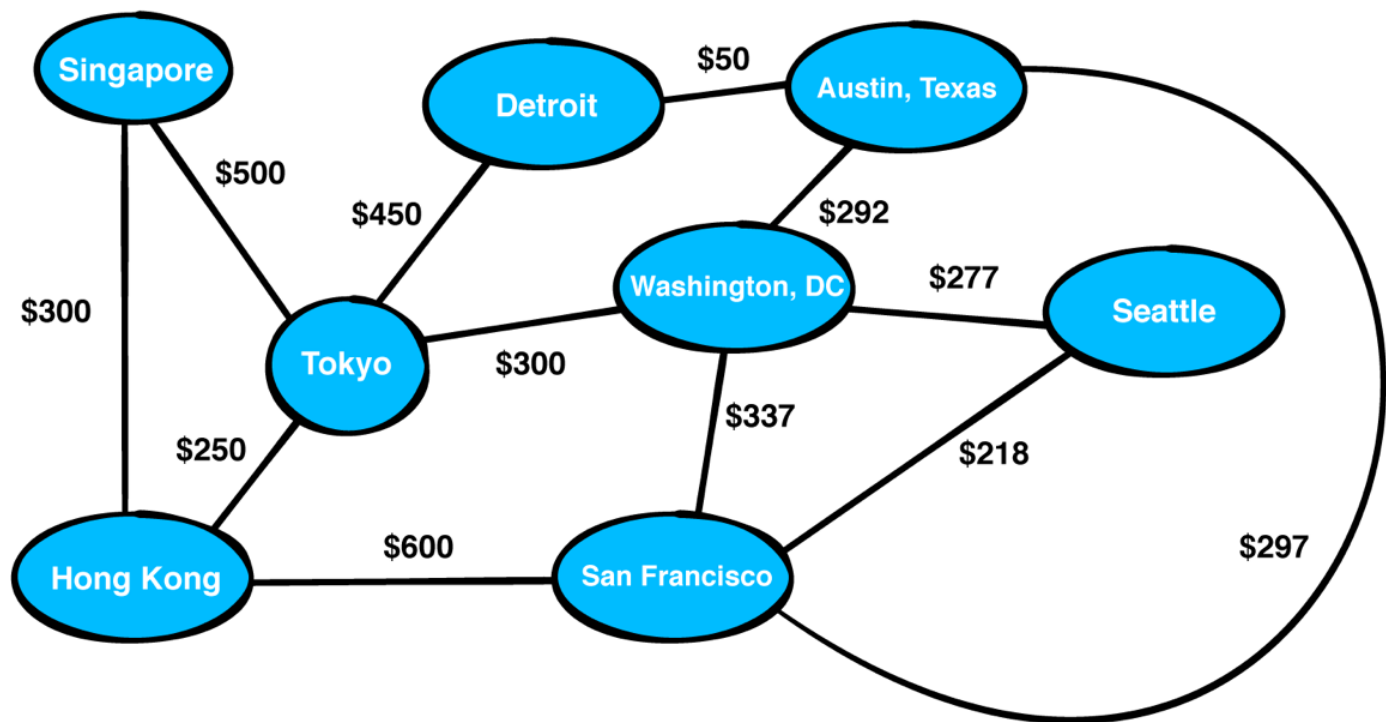 Singapore
Detroit
$50
Austin, Texas
$500
$450
$292
$300
Washington, DC
$277
Seattle
Tokyo
$300
$337
$250
$218
$600
$297
Hong Kong
San Francisco